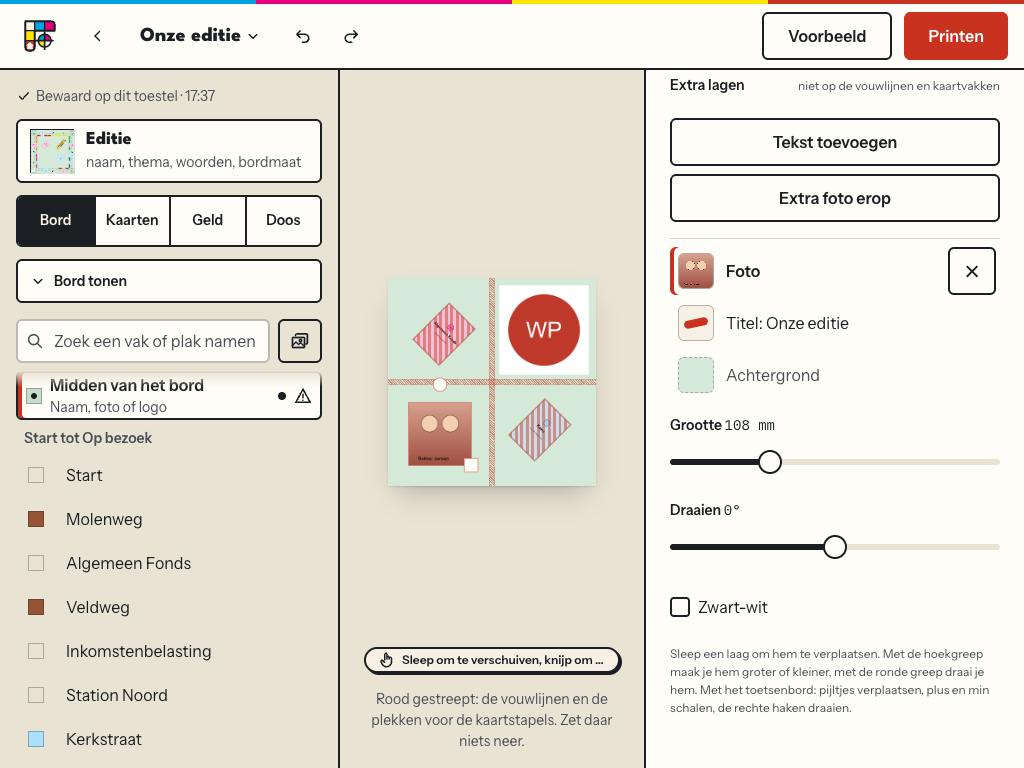 Onze editie
Voorbeeld
Printen
Bewaard op dit toestel · 17:37
Editie
naam, thema, woorden, bordmaat
Bord
Kaarten
Geld
Doos
Bord tonen
Zoek een vak of plak namen
Midden van het bord
Naam, foto of logo
Start tot Op bezoek
Start
Molenweg
Algemeen Fonds
Veldweg
Inkomstenbelasting
Station Noord
Kerkstraat
WP
Sleep om te verschuiven, knijp om ...
Rood gestreept: de vouwlijnen en de
plekken voor de kaartstapels. Zet daar
niets neer.
Extra lagen
niet op de vouwlijnen en kaartvakken
Tekst toevoegen
Extra foto erop
Foto
Titel: Onze editie
Achtergrond
Grootte 108 mm
Draaien 0°
Zwart-wit
Sleep een laag om hem te verplaatsen. Met de hoekgreep
maak je hem groter of kleiner, met de ronde greep draai je
hem. Met het toetsenbord: pijltjes verplaatsen, plus en min
schalen, de rechte haken draaien.